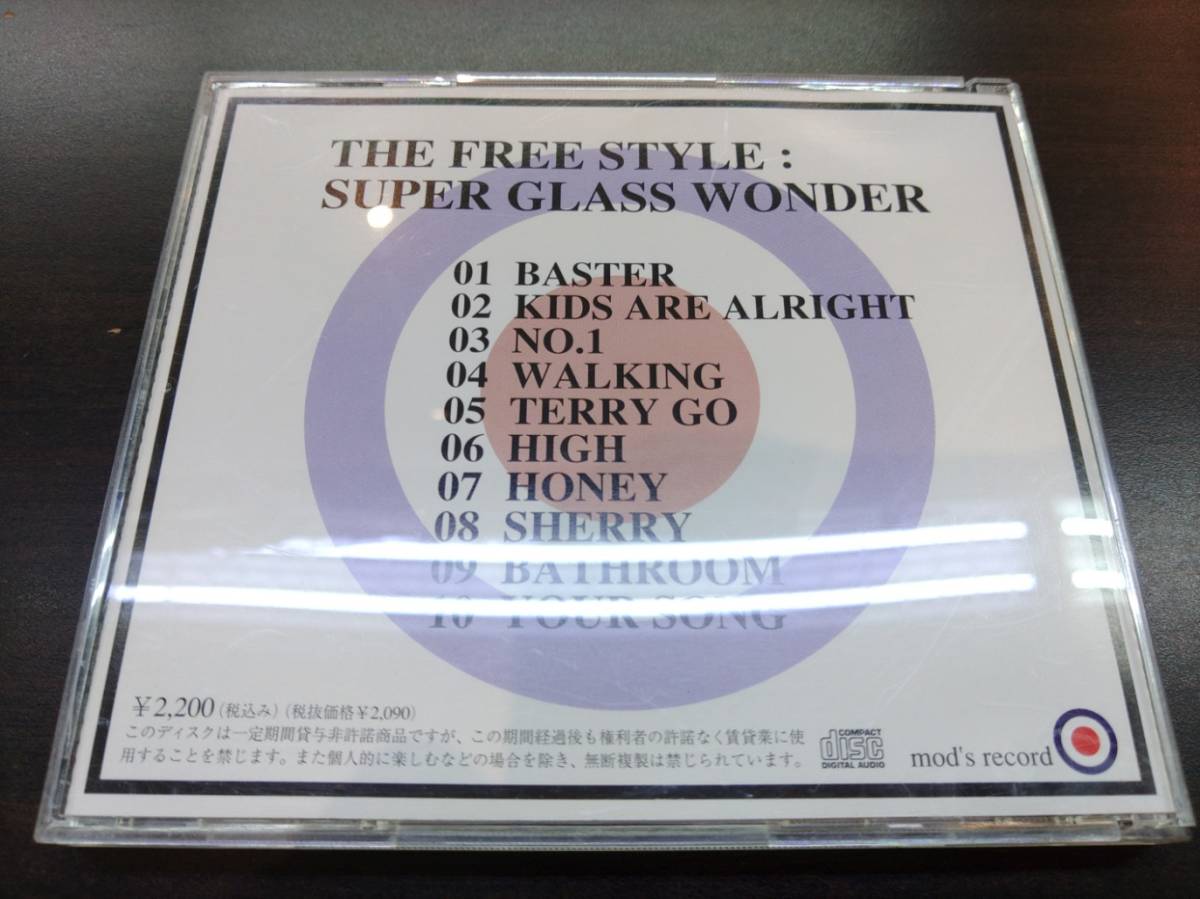 THE FREE STYLE :
SUPER GLASS WONDER
01 BASTER
02 KIDS ARE ALRIGHT
03 NO.1
04 WALKING
05 TERRY GO
06 HIGH
07 HONEY
08 SHERRY
09 BATHROOM
10 YOUR SONG
¥2,200(税込み)(税抜価格¥2,090)
このディスクは一定期間貸与非許諾商品ですが、この期間経過後も権利者の許諾なく賃貸業に使
用することを禁じます。また個人的に楽しむなどの場合を除き、無断複製は禁じられています。
COMPACT
disc
DIGITAL AUDIO
mod's record